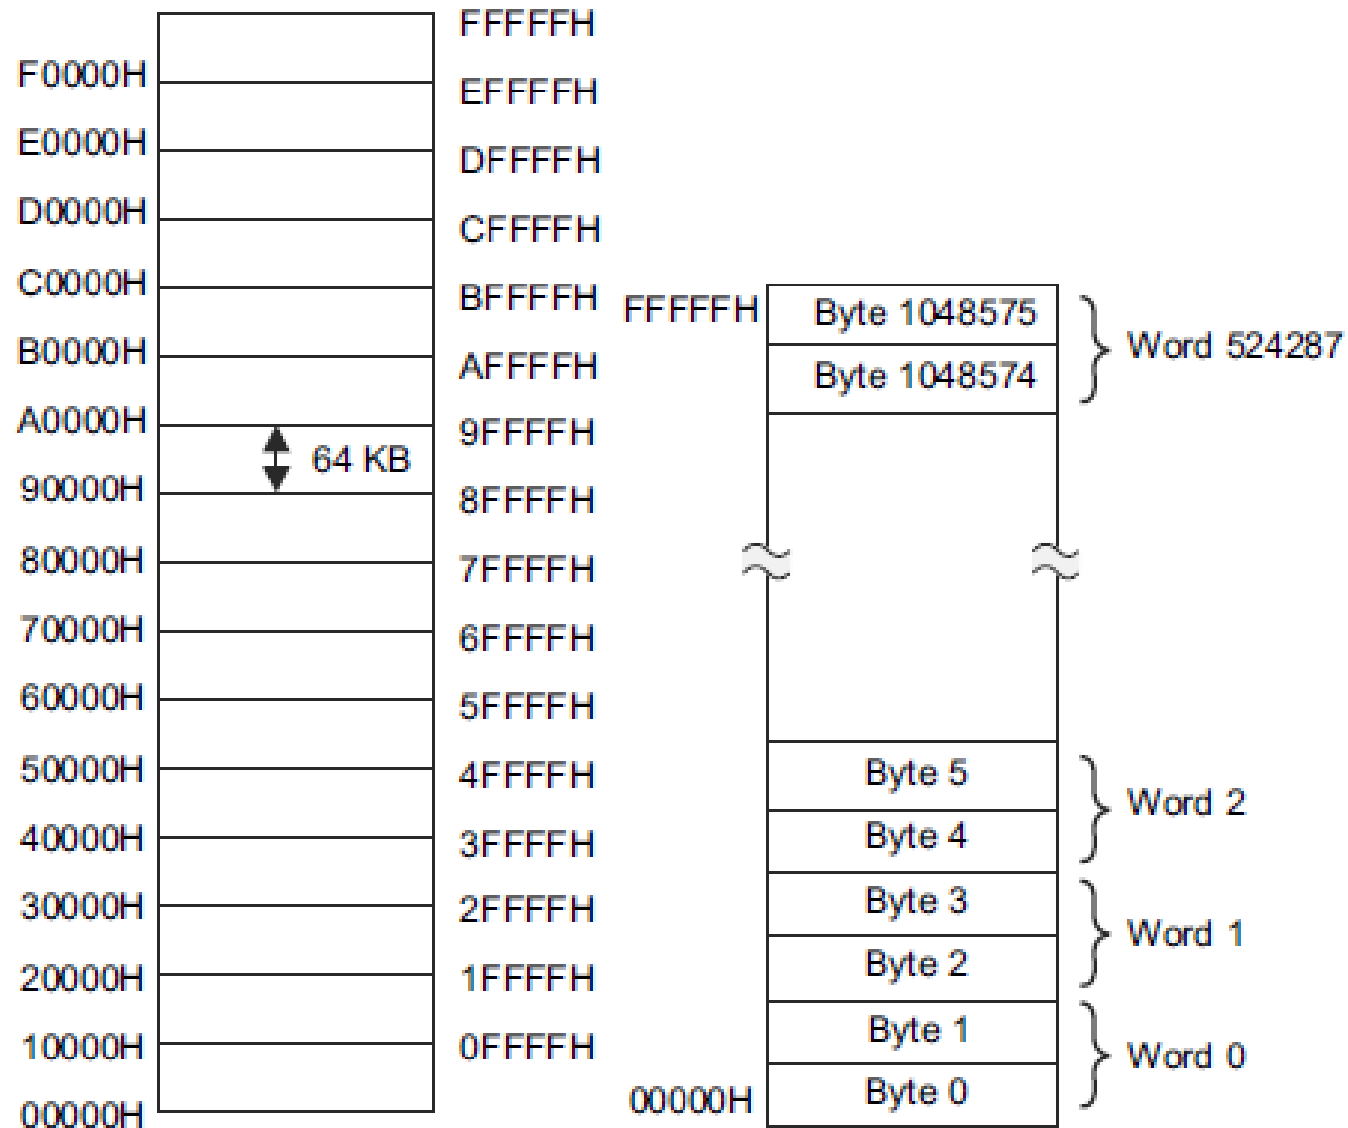 FFFFFH
F0000H
EFFFFH
E0000H
DFFFFH
D0000H
CFFFFH
C0000H
BFFFFH
B0000H
AFFFFH
A0000H
9FFFFH
64 KB
90000H
8FFFFH
80000H
7FFFFH
70000H
6FFFFH
60000H
5FFFFH
50000H
4FFFFH
40000H
3FFFFH
30000H
2FFFFH
20000H
1FFFFH
10000H
0FFFFH
00000H
FFFFFH
Byte 1048575
Word 524287
Byte 1048574
Byte 5
Word 2
Byte 4
Byte 3
Word 1
Byte 2
Byte 1
Word 0
Byte 0
00000H